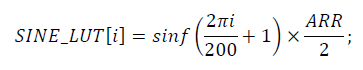 SINE_LUT[i] = sinf (2πi/200 + 1) × ARR/2;